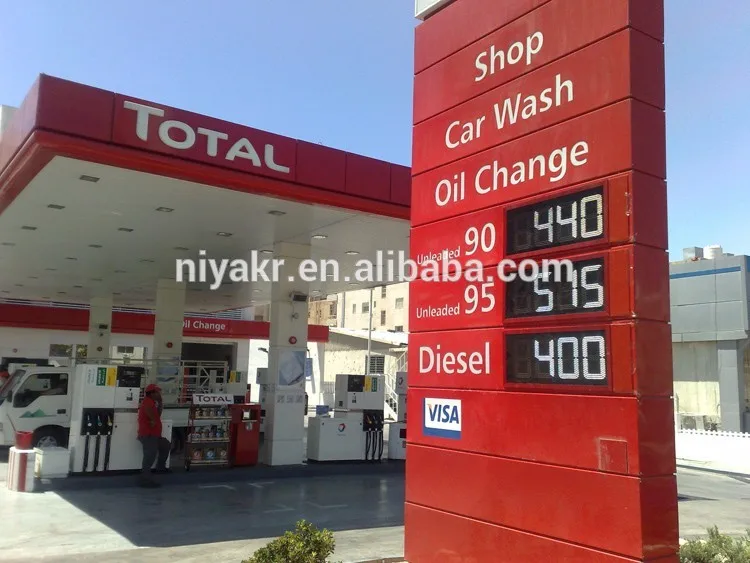 Shop
Car Wash
Oil Change
Unleaded 90 440
Unleaded 95 575
Diesel 400
VISA
TOTAL
niyakr.en.alibaba.com
Oil Change
TOTAL